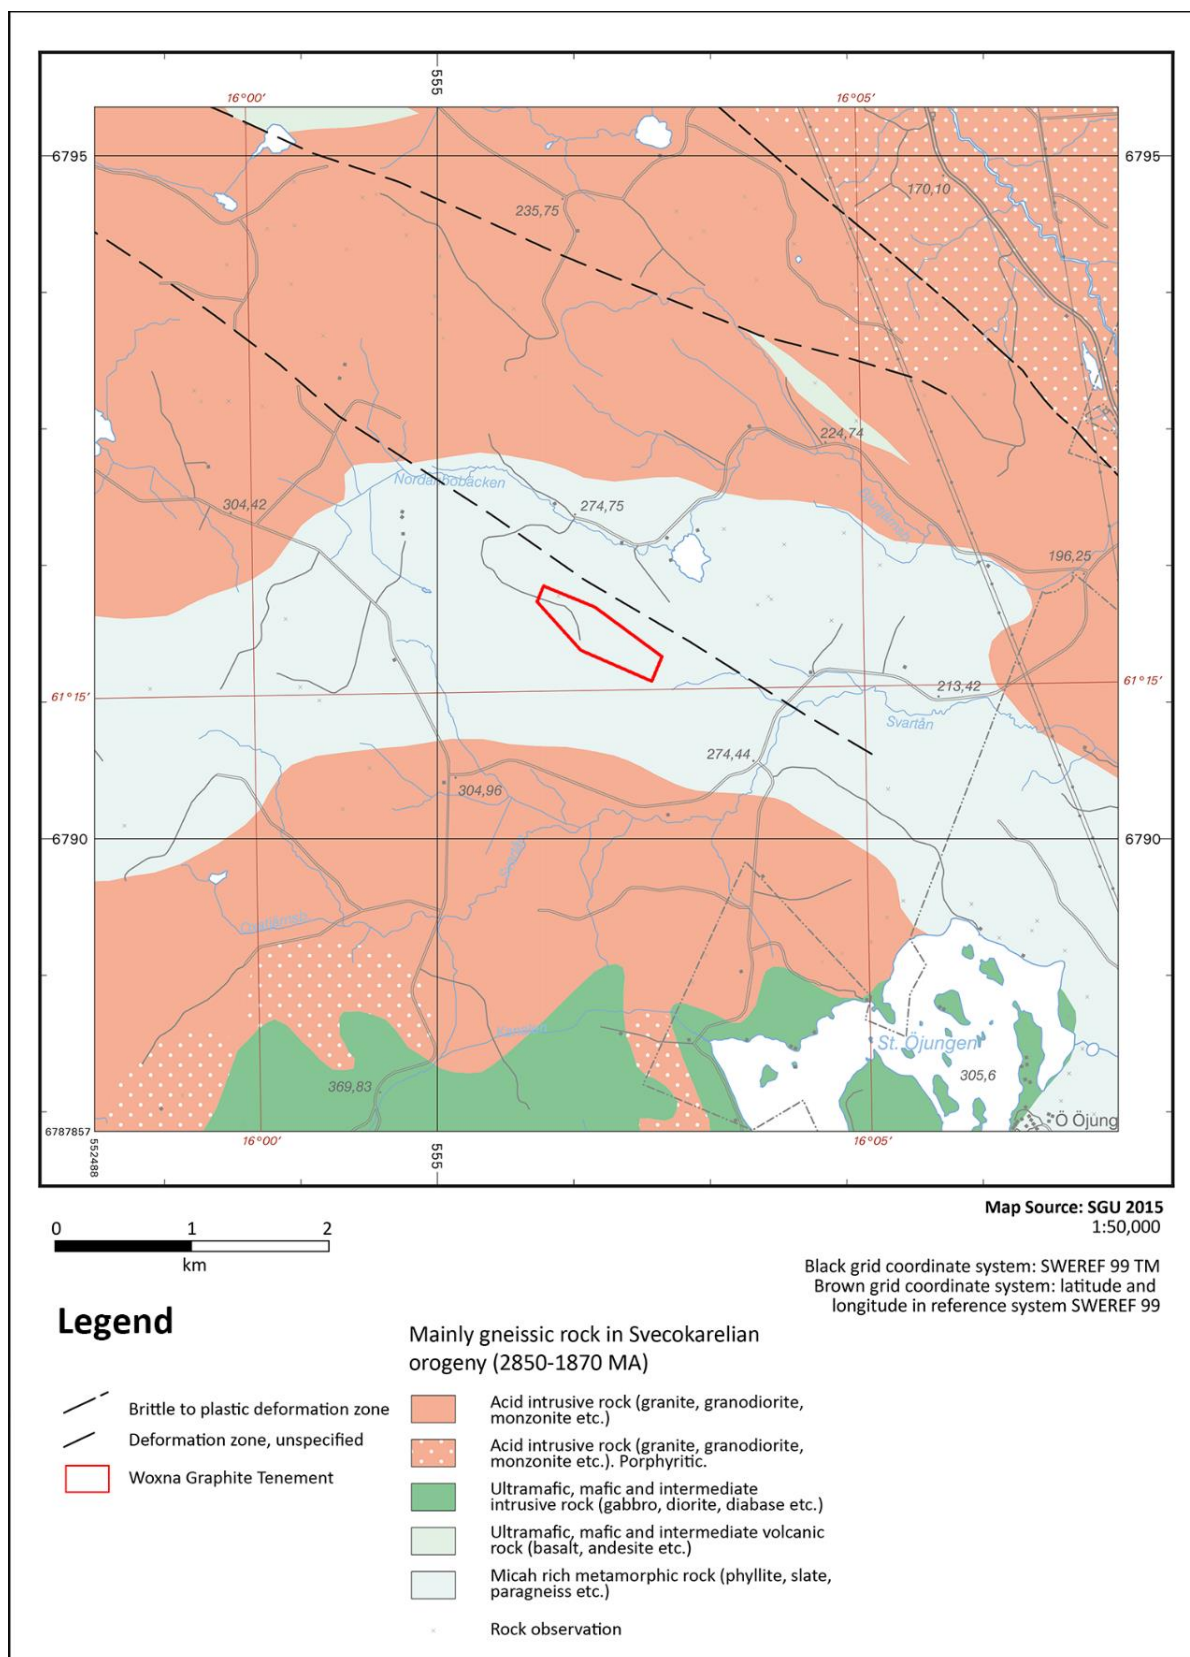 555
16°00′
16°05′
6795
6795
170,10
235,75
224,74
Nordanbobäcken
304,42
274,75
196,25
61°15′
61°15′
213,42
Svartån
274,44
304,96
6790
6790
St. Öjungen
305,6
369,83
Ö Öjung
6787857
552488
16°00′
555
16°05′
Map Source: SGU 2015
1:50,000
0 1 2
km
Black grid coordinate system: SWEREF 99 TM
Brown grid coordinate system: latitude and
longitude in reference system SWEREF 99
Legend
Brittle to plastic deformation zone
Deformation zone, unspecified
Woxna Graphite Tenement
Mainly gneissic rock in Svecokarelian
orogeny (2850-1870 MA)
Acid intrusive rock (granite, granodiorite,
monzonite etc.)
Acid intrusive rock (granite, granodiorite,
monzonite etc.). Porphyritic.
Ultramafic, mafic and intermediate
intrusive rock (gabbro, diorite, diabase etc.)
Ultramafic, mafic and intermediate volcanic
rock (basalt, andesite etc.)
Micah rich metamorphic rock (phyllite, slate,
paragneiss etc.)
Rock observation